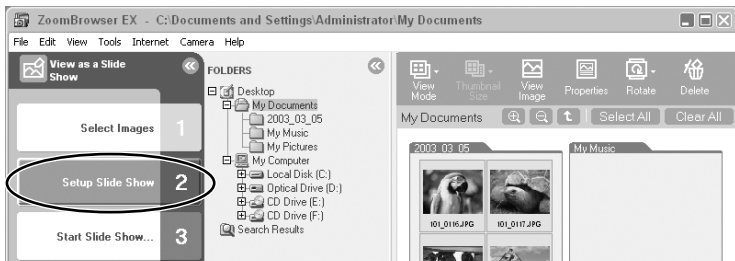 ZoomBrowser EX - C:\Documents and Settings\Administrator\My Documents
File Edit View Tools Internet Camera Help
View as a Slide
Show
Select Images 1
Setup Slide Show 2
Start Slide Show... 3
FOLDERS
Desktop
My Documents
2003_03_05
My Music
My Pictures
My Computer
Local Disk (C:)
Optical Drive (D:)
CD Drive (E:)
CD Drive (F:)
Search Results
View
Mode
Thumbnail
Size
View
Image
Properties
Rotate
Delete
My Documents Select All Clear All
2003_03_05
My Music
101_0116.JPG 101_0117.JPG